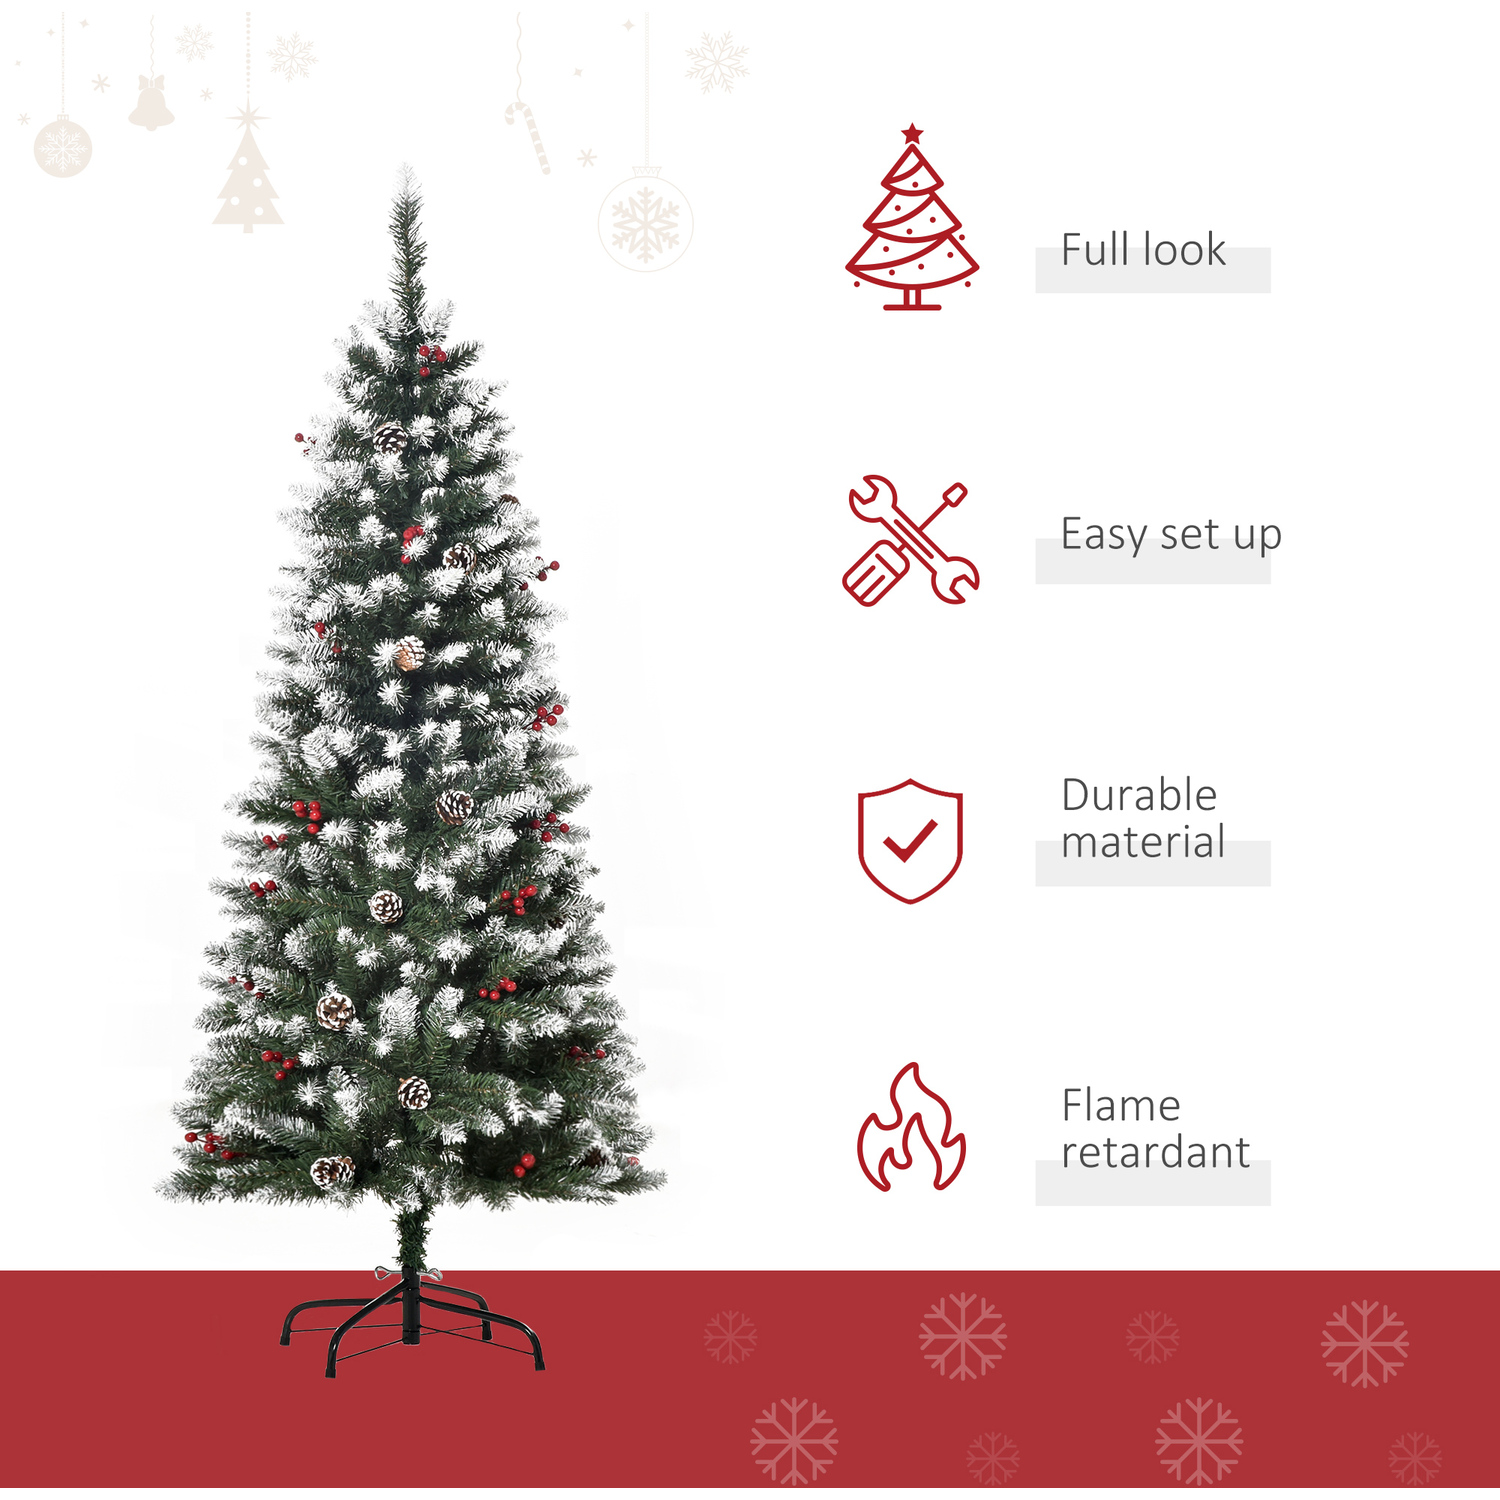 Full look
Easy set up
Durable
material
Flame
retardant